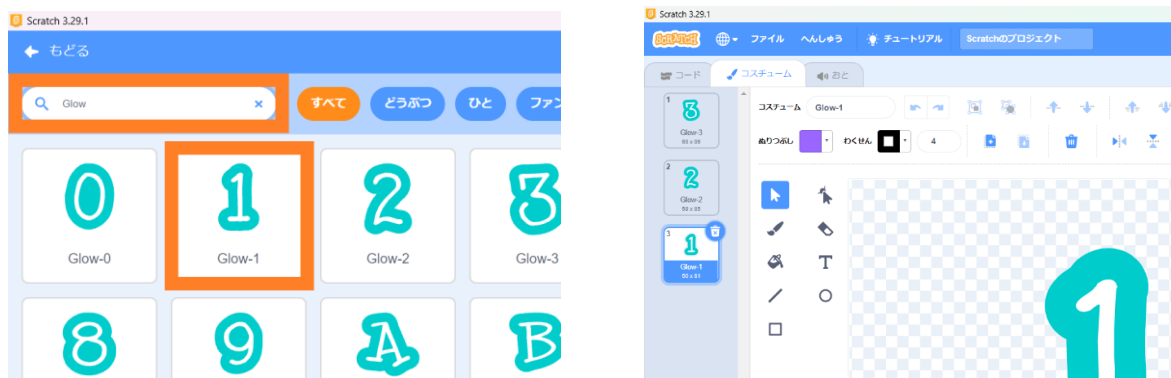 Scratch 3.29.1
もどる
Glow
すべて
どうぶつ
ひと
ファン
0
1
2
3
Glow-0
Glow-1
Glow-2
Glow-3
8
9
A
B
Scratch 3.29.1
SCRATCH
ファイル
へんしゅう
チュートリアル
Scratchのプロジェクト
コード
コスチューム
おと
1
3
Glow-3
2
2
Glow-2
3
1
Glow-1
コスチューム
Glow-1
ぬりつぶし
わくせん
4
T
1